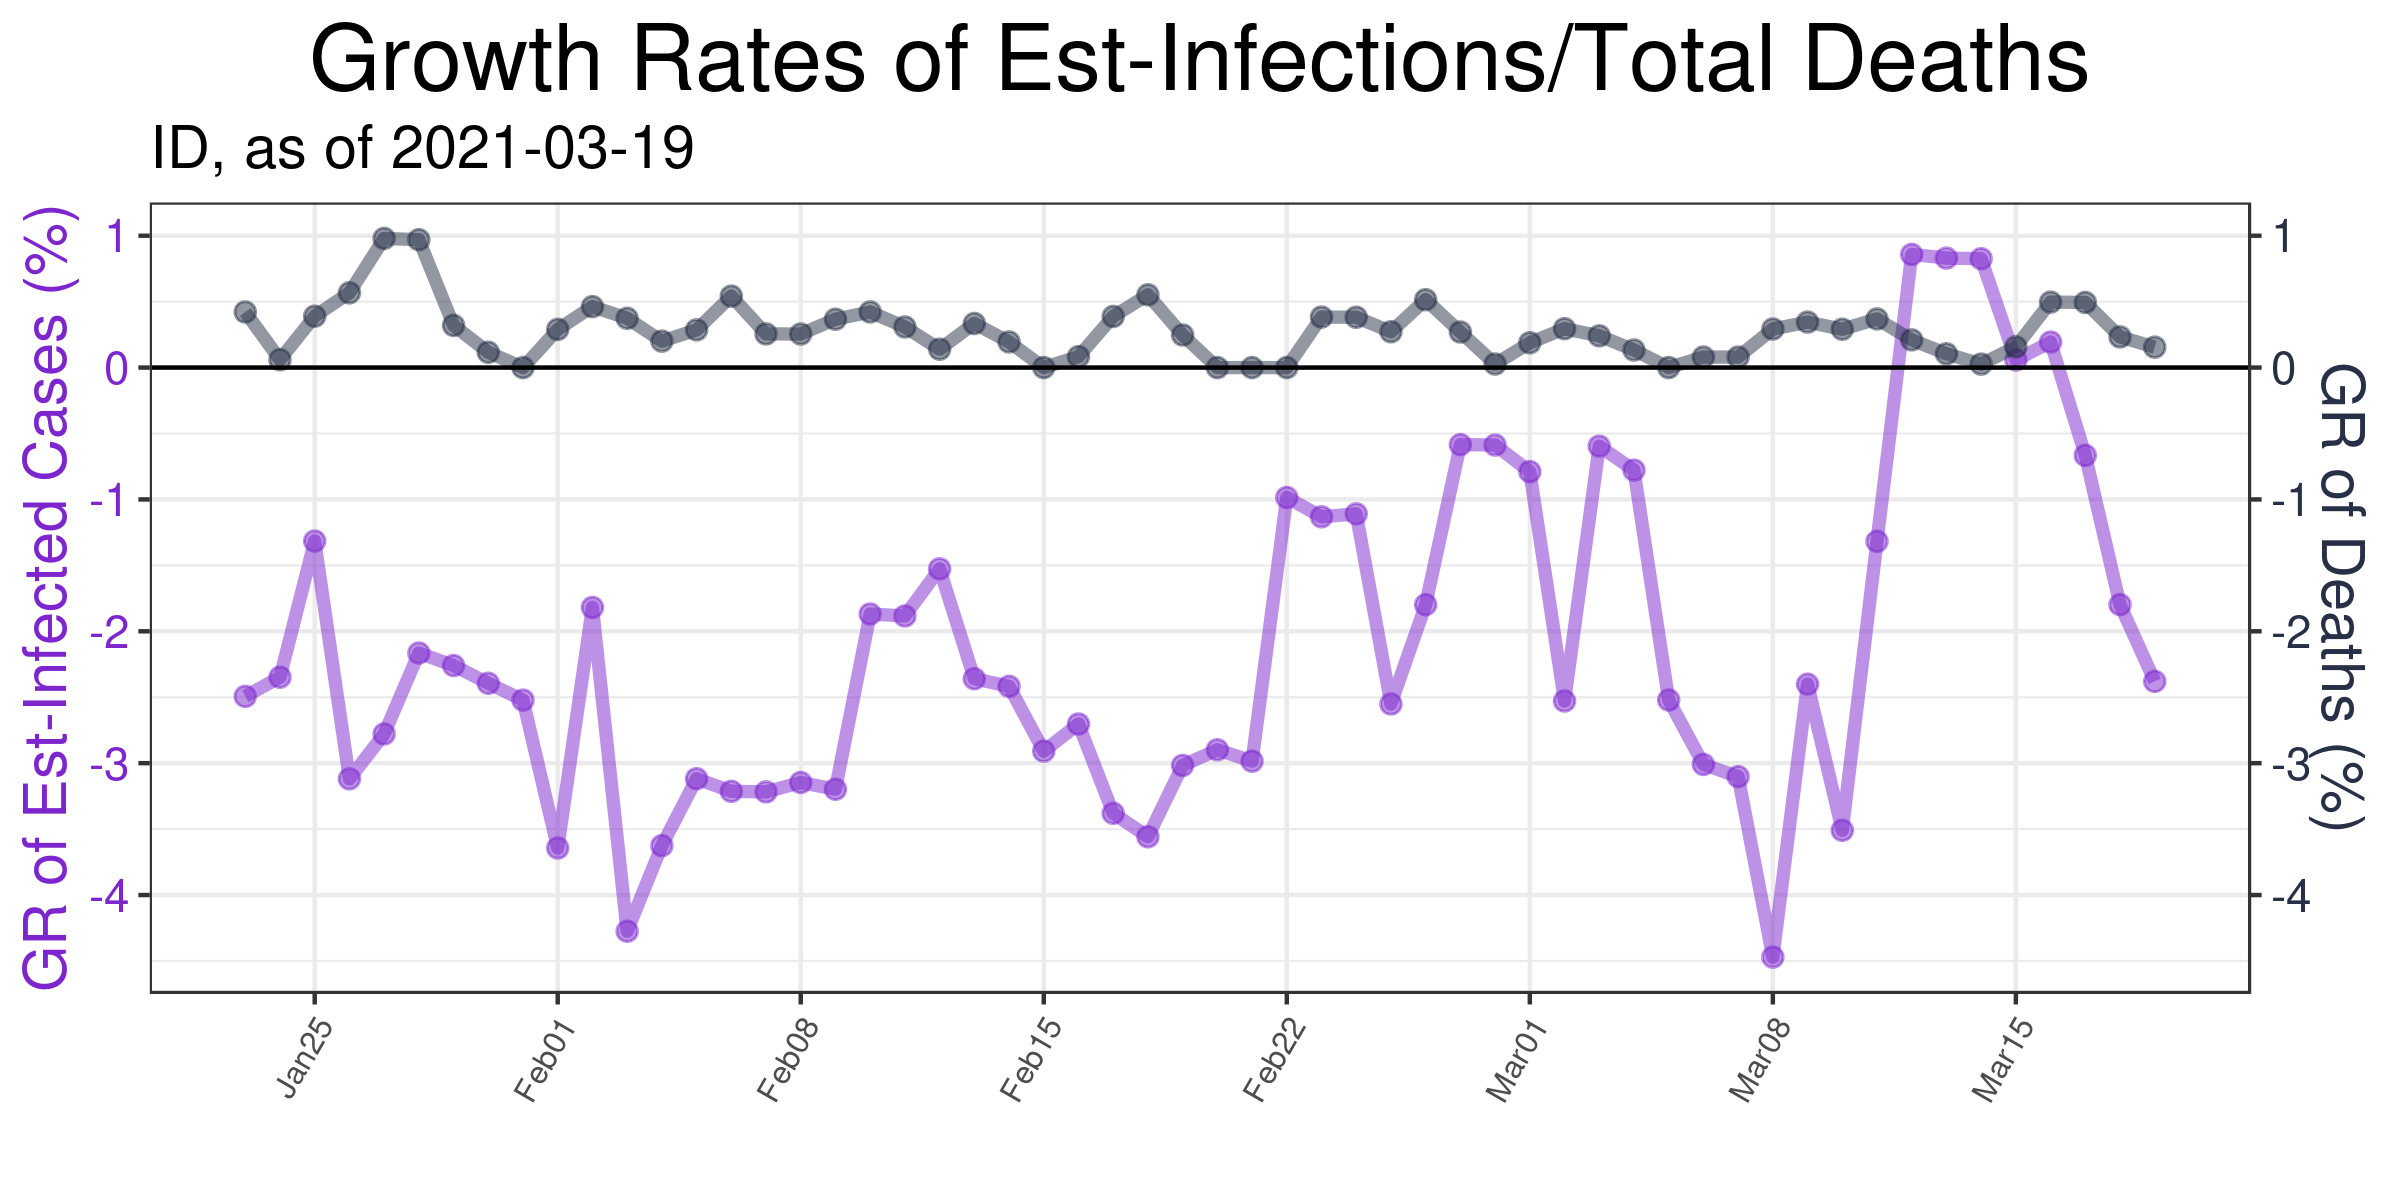 Growth Rates of Est-Infections/Total Deaths
ID, as of 2021-03-19
GR of Est-Infected Cases (%)
1
0
-1
-2
-3
-4
1
0
-1
-2
-3
-4
GR of Deaths (%)
Jan25
Feb01
Feb08
Feb15
Feb22
Mar01
Mar08
Mar15